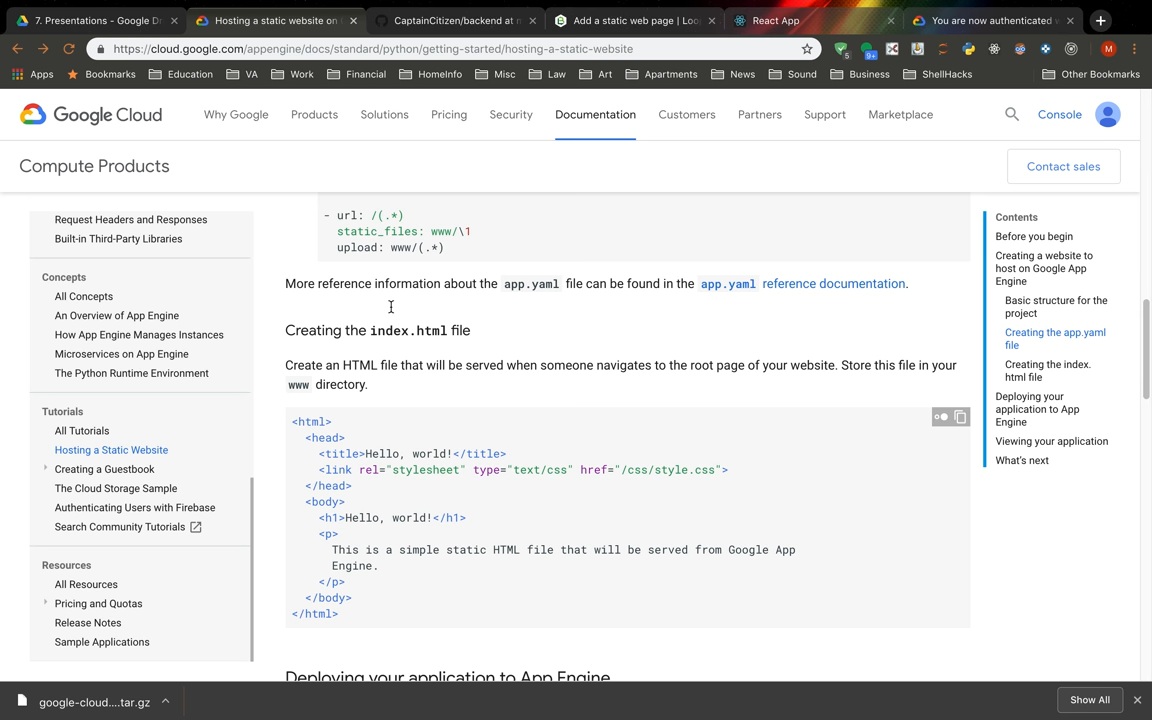 7. Presentations - Google D
Hosting a static website on
CaptainCitizen/backend at m
Add a static web page | Loo
React App
You are now authenticated w
https://cloud.google.com/appengine/docs/standard/python/getting-started/hosting-a-static-website
5
9+
M
Apps
Bookmarks
Education
VA
Work
Financial
HomeInfo
Misc
Law
Art
Apartments
News
Sound
Business
ShellHacks
Other Bookmarks
Google Cloud
Why Google
Products
Solutions
Pricing
Security
Documentation
Customers
Partners
Support
Marketplace
Console
Compute Products
Contact sales
Request Headers and Responses
Built-in Third-Party Libraries
Concepts
All Concepts
An Overview of App Engine
How App Engine Manages Instances
Microservices on App Engine
The Python Runtime Environment
Tutorials
All Tutorials
Hosting a Static Website
Creating a Guestbook
The Cloud Storage Sample
Authenticating Users with Firebase
Search Community Tutorials
Resources
All Resources
Pricing and Quotas
Release Notes
Sample Applications
- url: /(.*)
static_files: www/\1
upload: www/(.*)
More reference information about the app.yaml file can be found in the app.yaml reference documentation.
Creating the index.html file
Create an HTML file that will be served when someone navigates to the root page of your website. Store this file in your
www directory.
<html>
<head>
<title>Hello, world!</title>
<link rel="stylesheet" type="text/css" href="/css/style.css">
</head>
<body>
<h1>Hello, world!</h1>
<p>
This is a simple static HTML file that will be served from Google App
Engine.
</p>
</body>
</html>
Deploying your application to App Engine
Contents
Before you begin
Creating a website to
host on Google App
Engine
Basic structure for the
project
Creating the app.yaml
file
Creating the index.
html file
Deploying your
application to App
Engine
Viewing your application
What's next
google-cloud....tar.gz
Show All